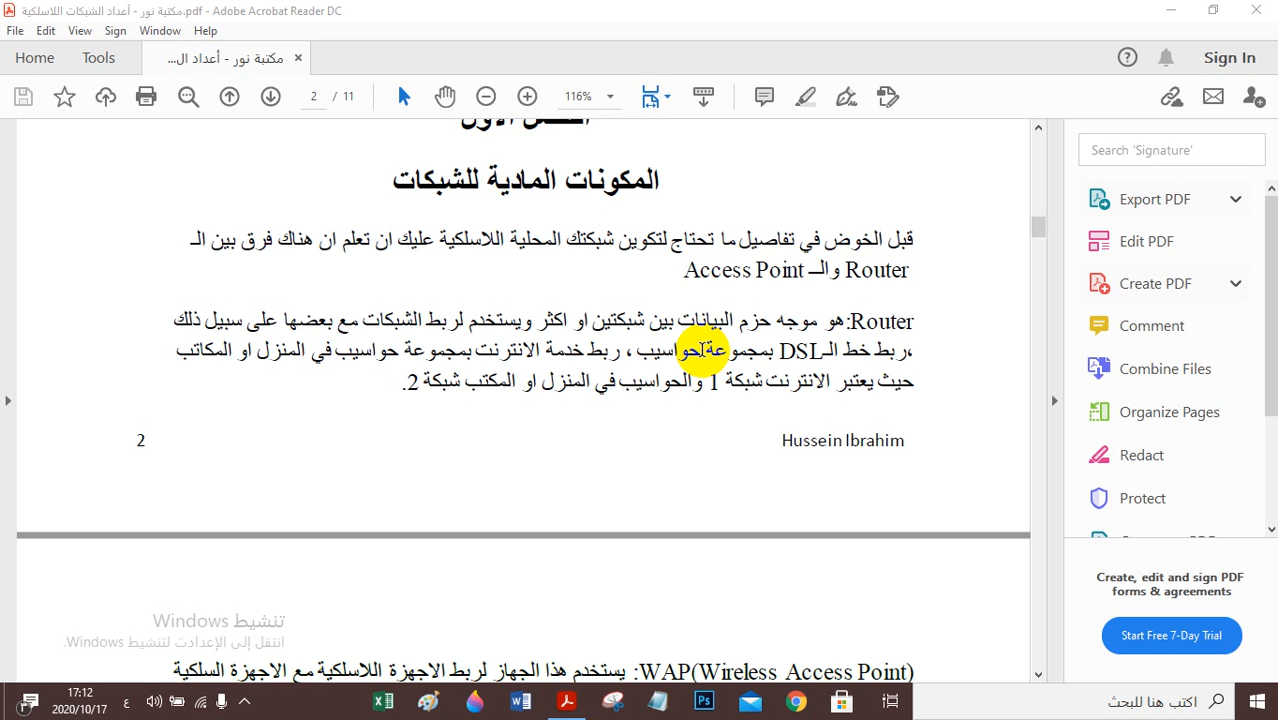 مكتبة نور - أعداد الشبكات اللاسلكية.pdf - Adobe Acrobat Reader DC
File Edit View Sign Window Help
Home Tools مكتبة نور - أعداد ال... × Sign In
2 / 11 116%
الفصل الاول
المكونات المادية للشبكات
قبل الخوض في تفاصيل ما تحتاج لتكوين شبكتك المحلية اللاسلكية عليك ان تعلم ان هناك فرق بين الـ
Router والـ Access Point
Router:هو موجه حزم البيانات بين شبكتين او اكثر ويستخدم لربط الشبكات مع بعضها على سبيل ذلك
،ربط خط الـDSL بمجموعة حواسيب ، ربط خدمة الانترنت بمجموعة حواسيب في المنزل او المكاتب
حيث يعتبر الانترنت شبكة 1 والحواسيب في المنزل او المكتب شبكة 2.
2 Hussein Ibrahim
WAP(Wireless Access Point): يستخدم هذا الجهاز لربط الاجهزة اللاسلكية مع الاجهزة السلكية
تنشيط Windows
انتقل إلى الإعدادات لتنشيط Windows.
Search 'Signature'
Export PDF
Edit PDF
Create PDF
Comment
Combine Files
Organize Pages
Redact
Protect
Create, edit and sign PDF
forms & agreements
Start Free 7-Day Trial
17:12
2020/10/17
ع
اكتب هنا للبحث